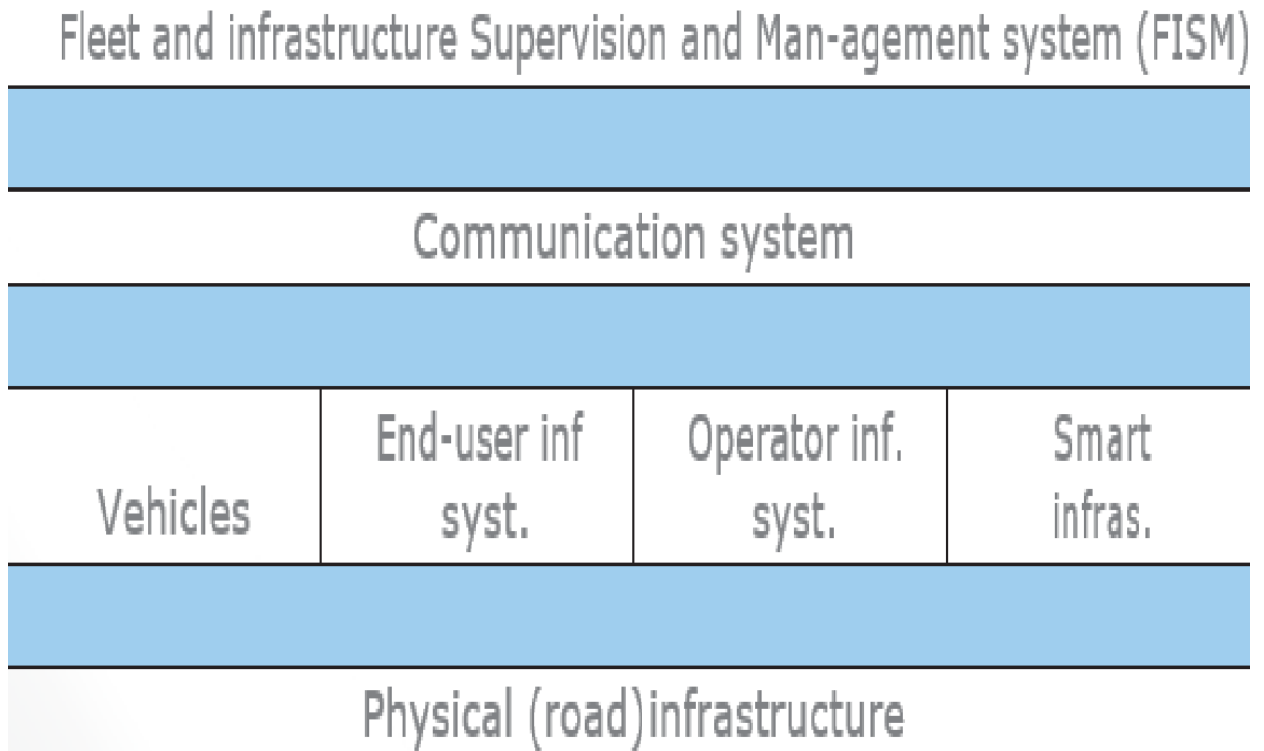 Fleet and infrastructure Supervision and Man-agement system (FISM)
Communication system
Vehicles
End-user inf
syst.
Operator inf.
syst.
Smart
infras.
Physical (road)infrastructure